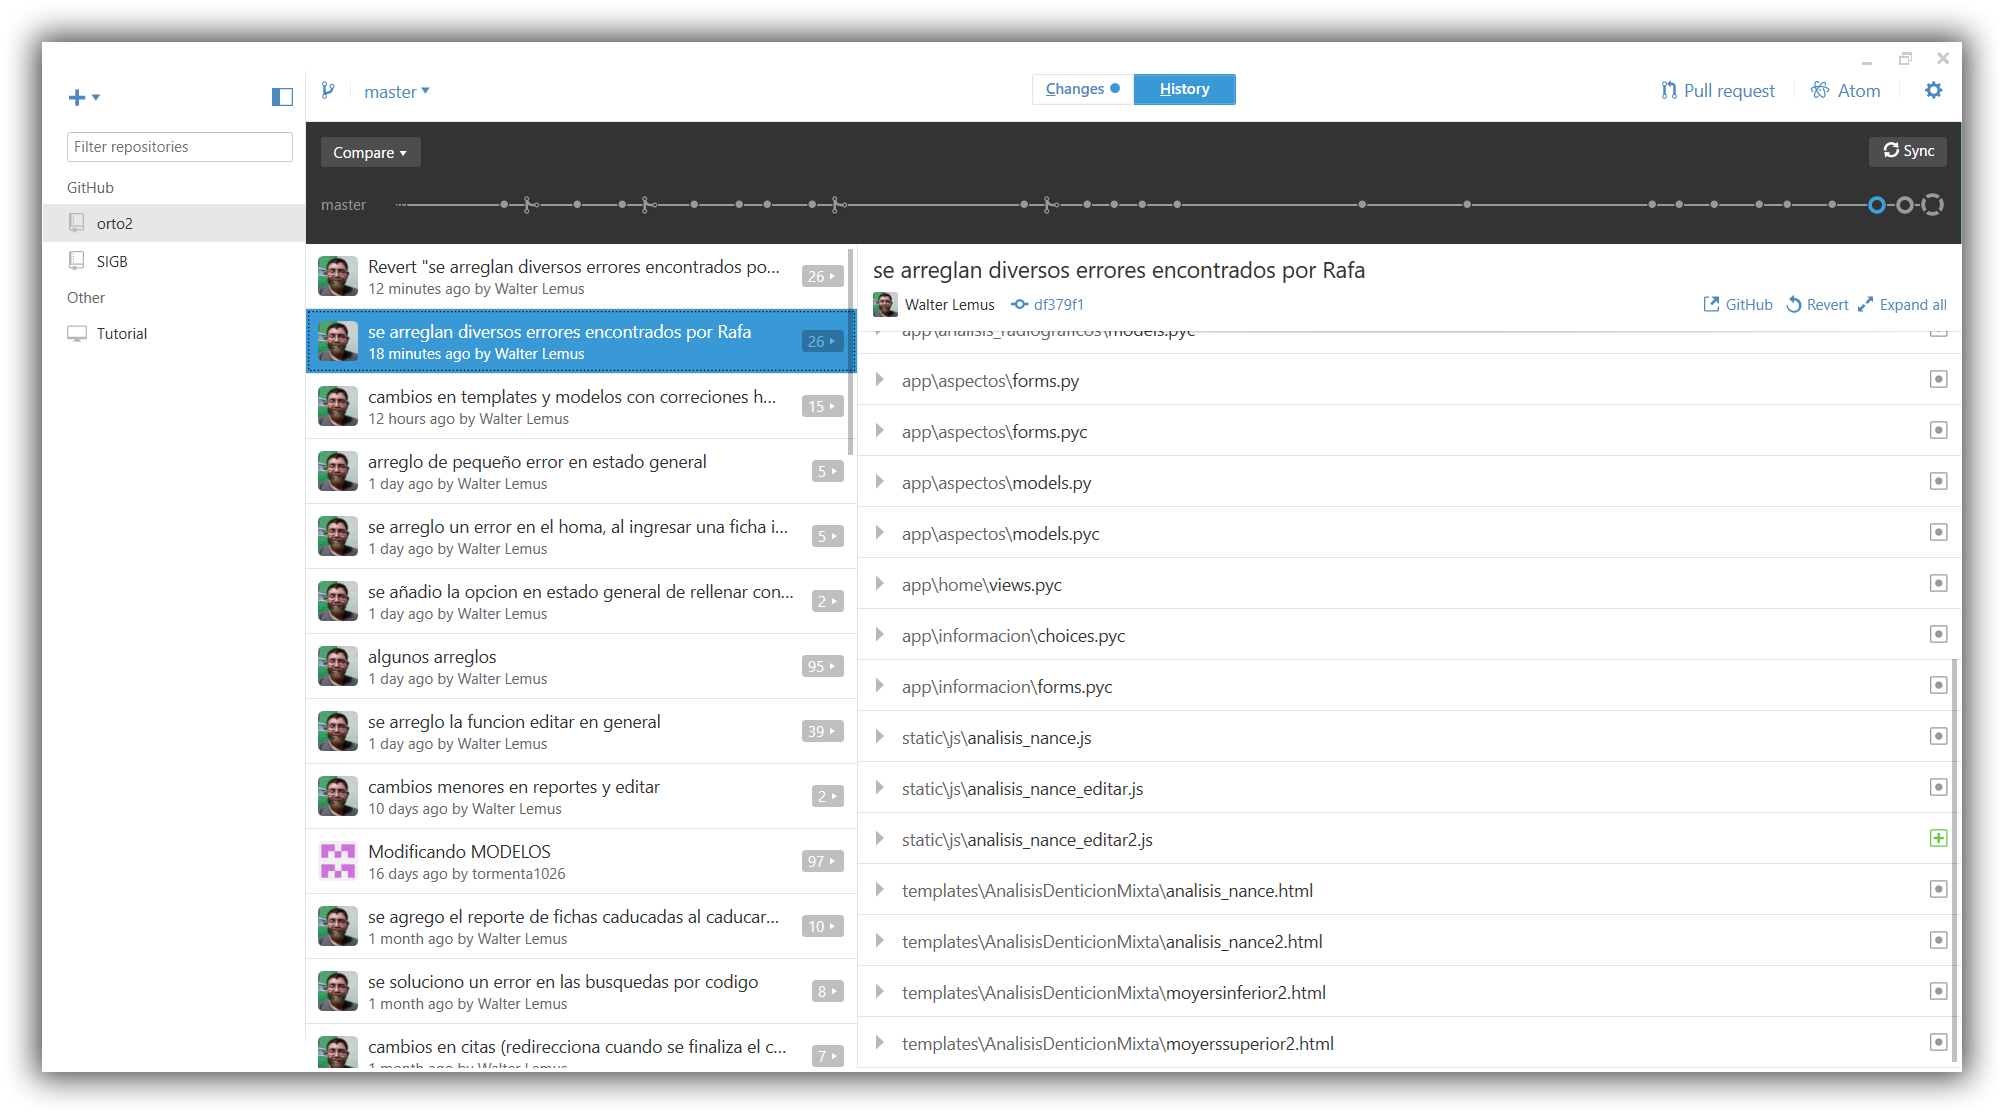 master
Changes
History
Pull request
Atom
Filter repositories
GitHub
orto2
SIGB
Other
Tutorial
Compare
Sync
master
Revert "se arreglan diversos errores encontrados po...
12 minutes ago by Walter Lemus
26
se arreglan diversos errores encontrados por Rafa
18 minutes ago by Walter Lemus
26
cambios en templates y modelos con correciones h...
12 hours ago by Walter Lemus
15
arreglo de pequeño error en estado general
1 day ago by Walter Lemus
5
se arreglo un error en el homa, al ingresar una ficha i...
1 day ago by Walter Lemus
5
se añadio la opcion en estado general de rellenar con...
1 day ago by Walter Lemus
2
algunos arreglos
1 day ago by Walter Lemus
95
se arreglo la funcion editar en general
1 day ago by Walter Lemus
39
cambios menores en reportes y editar
10 days ago by Walter Lemus
2
Modificando MODELOS
16 days ago by tormenta1026
97
se agrego el reporte de fichas caducadas al caducar...
1 month ago by Walter Lemus
10
se soluciono un error en las busquedas por codigo
1 month ago by Walter Lemus
8
cambios en citas (redirecciona cuando se finaliza el c...
1 month ago by Walter Lemus
7
se arreglan diversos errores encontrados por Rafa
Walter Lemus
df379f1
GitHub
Revert
Expand all
app\analisis_radiograficos\models.pyc
app\aspectos\forms.py
app\aspectos\forms.pyc
app\aspectos\models.py
app\aspectos\models.pyc
app\home\views.pyc
app\informacion\choices.pyc
app\informacion\forms.pyc
static\js\analisis_nance.js
static\js\analisis_nance_editar.js
static\js\analisis_nance_editar2.js
templates\AnalisisDenticionMixta\analisis_nance.html
templates\AnalisisDenticionMixta\analisis_nance2.html
templates\AnalisisDenticionMixta\moyersinferior2.html
templates\AnalisisDenticionMixta\moyerssuperior2.html